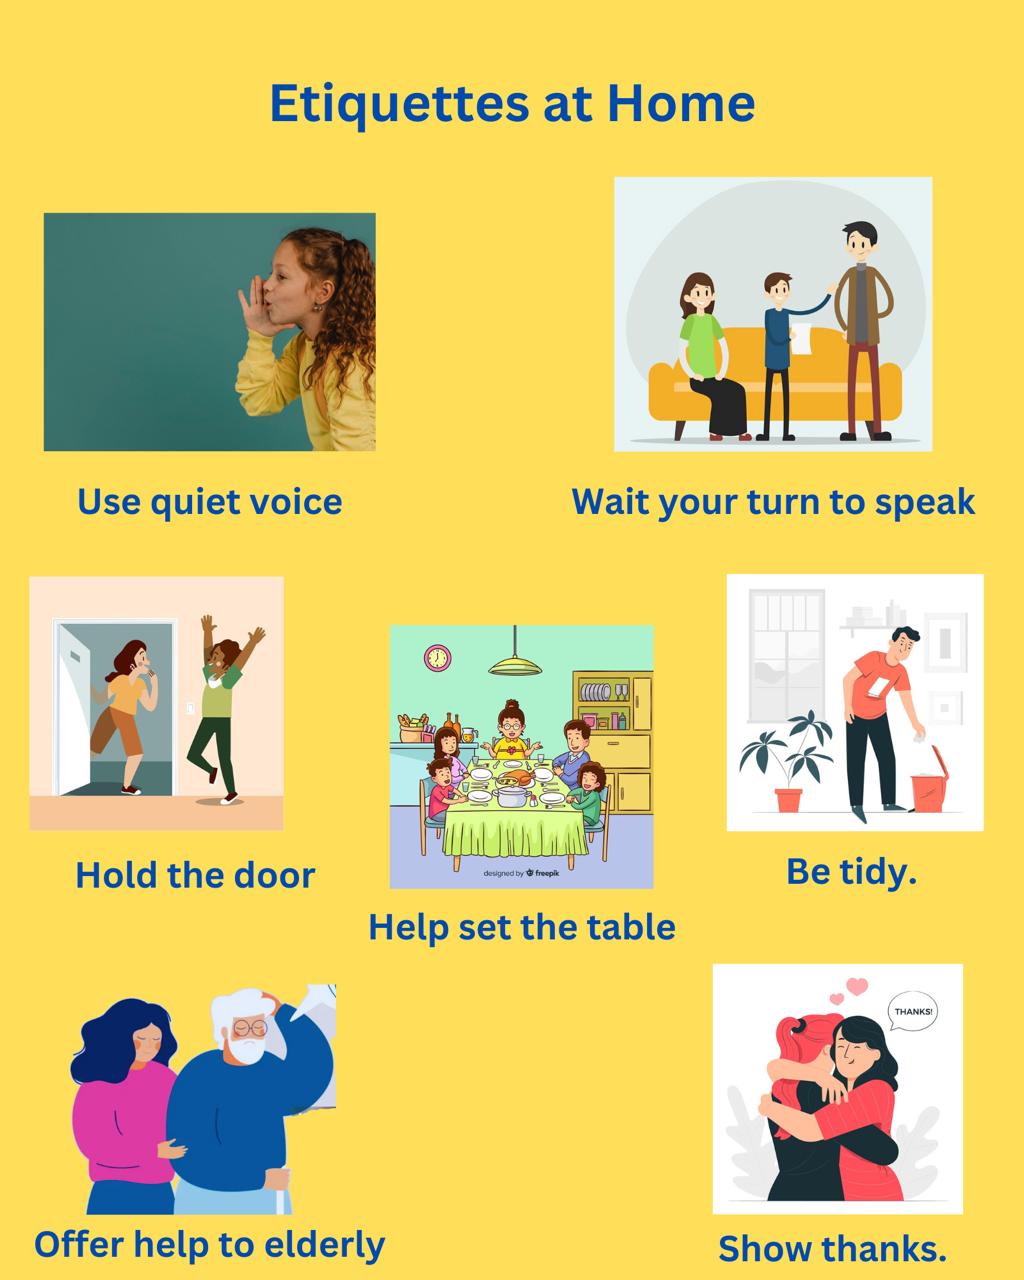 Etiquettes at Home
Use quiet voice
Wait your turn to speak
Hold the door
designed by freepik
Help set the table
Be tidy.
THANKS!
Offer help to elderly
Show thanks.